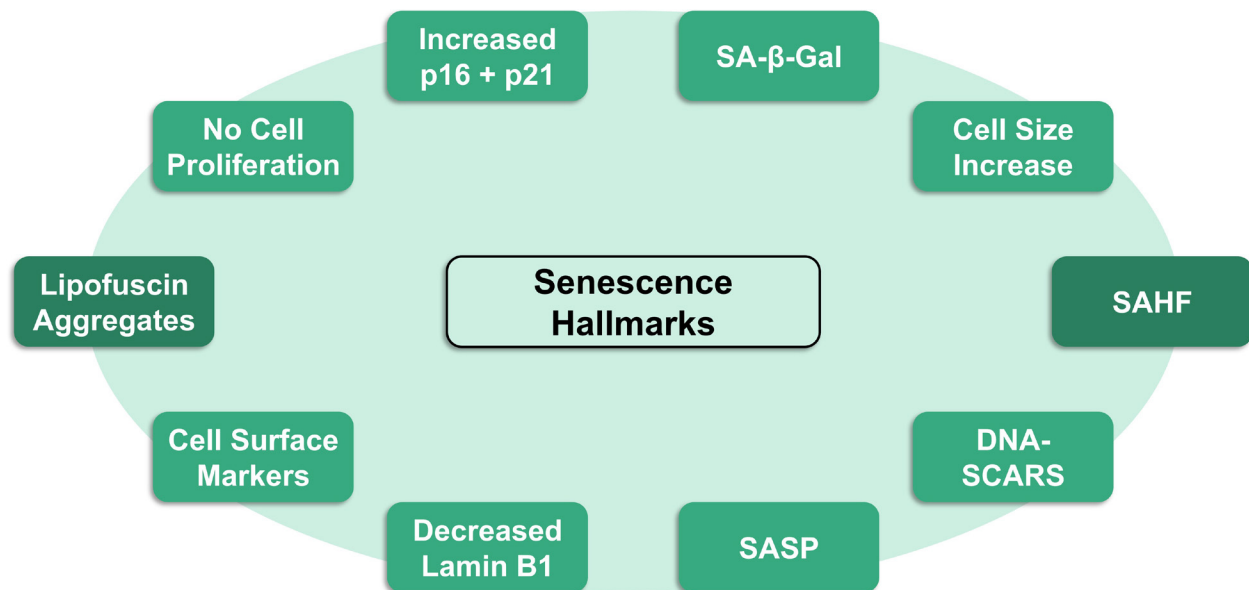 Increased
p16 + p21
SA-β-Gal
No Cell
Proliferation
Cell Size
Increase
Lipofuscin
Aggregates
Senescence
Hallmarks
SAHF
Cell Surface
Markers
DNA-
SCARS
Decreased
Lamin B1
SASP